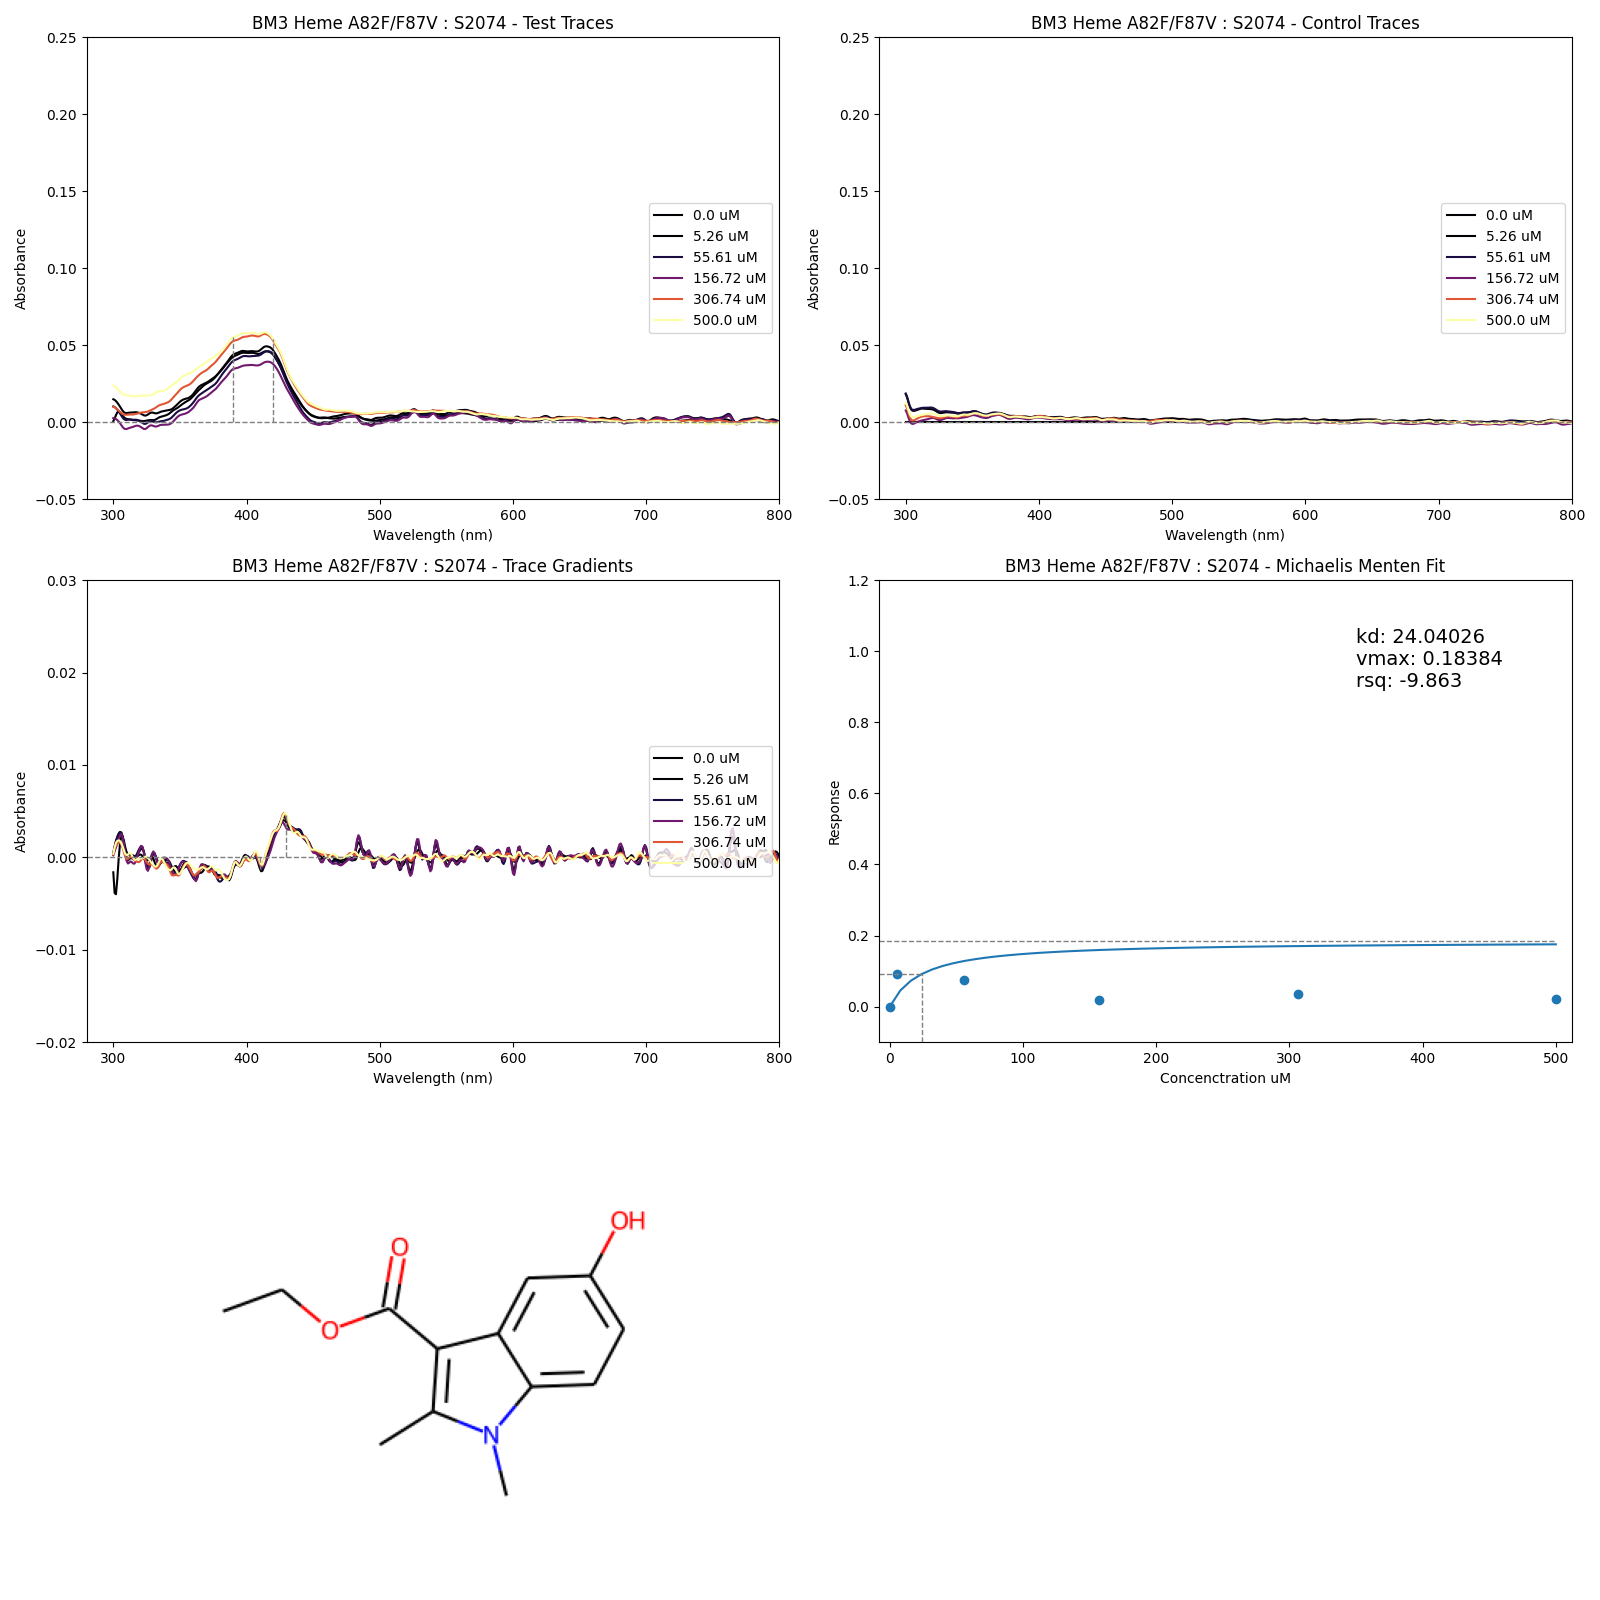 BM3 Heme A82F/F87V : S2074 - Test Traces
0.25
0.20
0.15
0.10
0.05
0.00
−0.05
Absorbance
300
400
500
600
700
800
Wavelength (nm)
0.0 uM
5.26 uM
55.61 uM
156.72 uM
306.74 uM
500.0 uM
BM3 Heme A82F/F87V : S2074 - Control Traces
0.25
0.20
0.15
0.10
0.05
0.00
−0.05
Absorbance
300
400
500
600
700
800
Wavelength (nm)
0.0 uM
5.26 uM
55.61 uM
156.72 uM
306.74 uM
500.0 uM
BM3 Heme A82F/F87V : S2074 - Trace Gradients
0.03
0.02
0.01
0.00
−0.01
−0.02
Absorbance
300
400
500
600
700
800
Wavelength (nm)
0.0 uM
5.26 uM
55.61 uM
156.72 uM
306.74 uM
500.0 uM
BM3 Heme A82F/F87V : S2074 - Michaelis Menten Fit
1.2
1.0
0.8
0.6
0.4
0.2
0.0
Response
0
100
200
300
400
500
Concenctration uM
kd: 24.04026
vmax: 0.18384
rsq: -9.863
OH
O
O
N